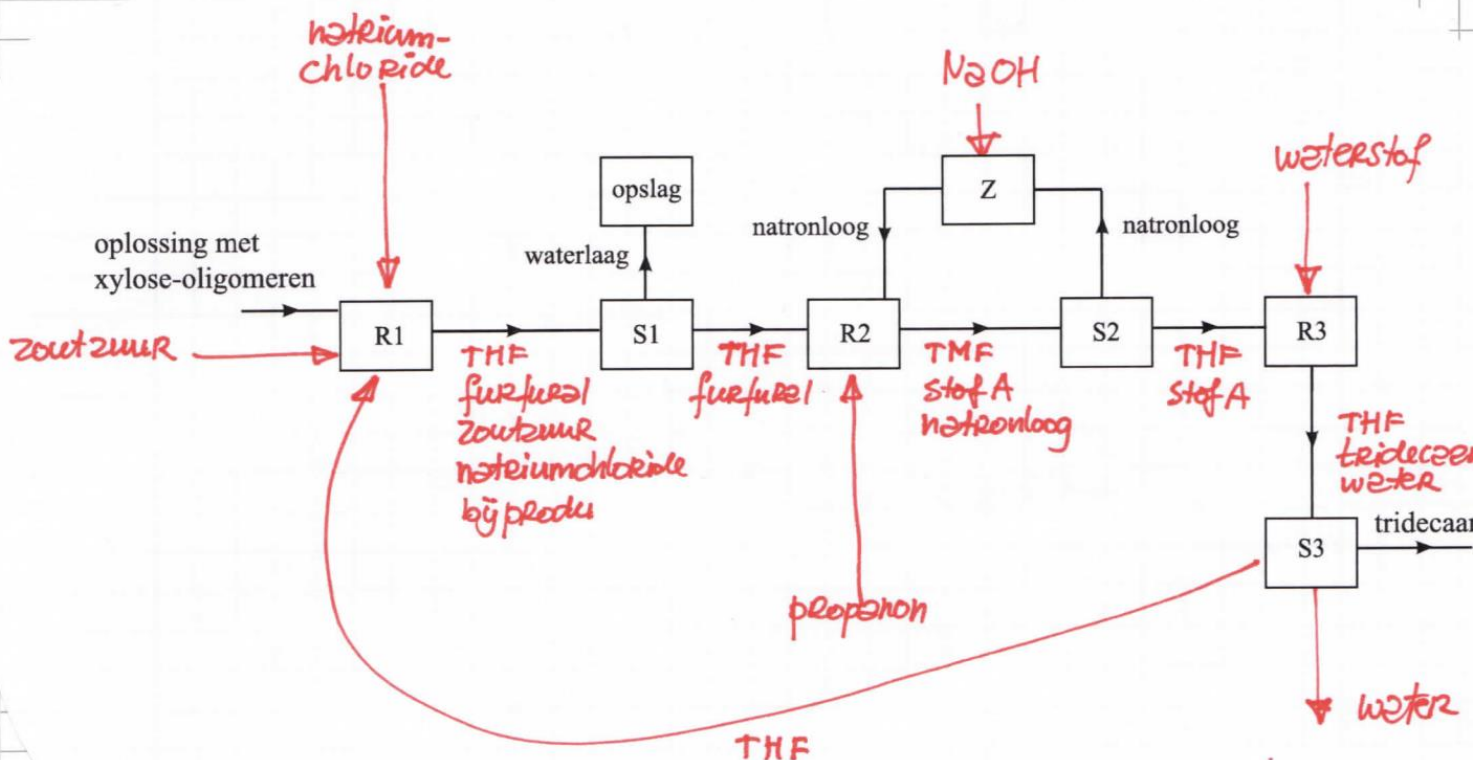 natrium-
chloride
NaOH
waterstof
opslag
Z
natronloog
natronloog
oplossing met
xylose-oligomeren
waterlaag
zoutzuur
R1
S1
R2
S2
R3
THF
furfural
zoutzuur
natriumchloride
bijprodu
THF
furfural
TMF
stof A
natronloog
THF
stof A
THF
tridecaan
water
S3
tridecaan
propanon
water
THF